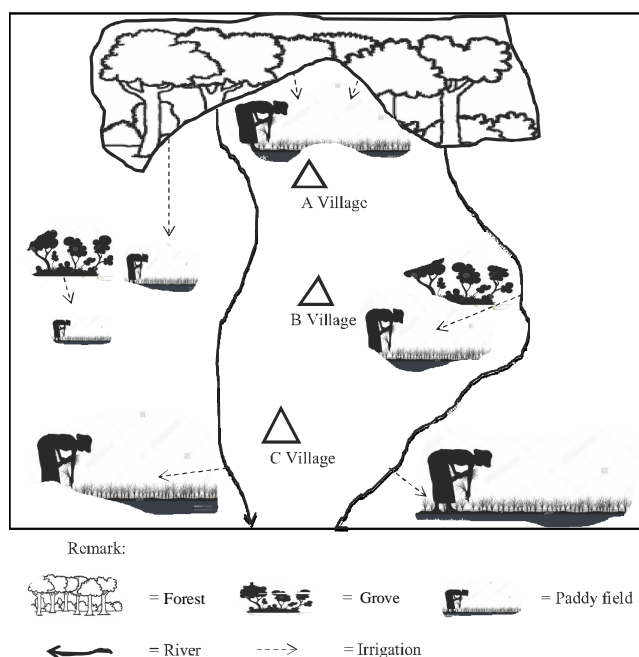 A Village
B Village
C Village
Remark:
= Forest
= Grove
= Paddy field
= River
= Irrigation